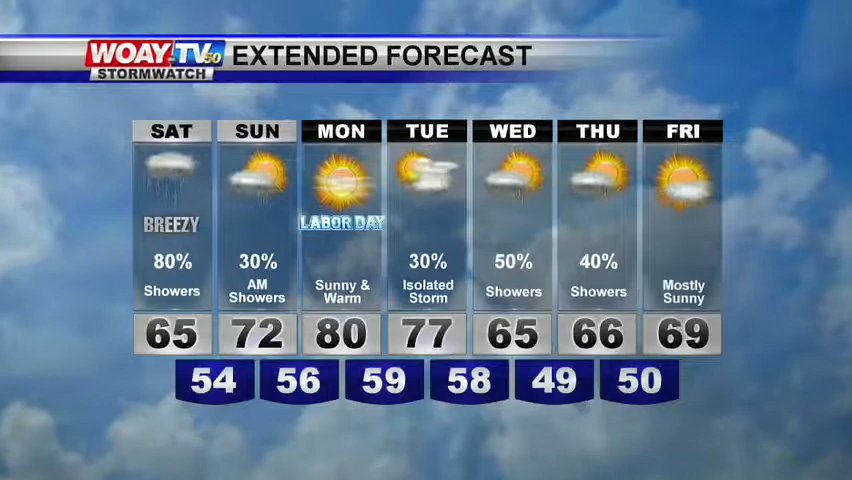 WOAY-TV 50
STORMWATCH
EXTENDED FORECAST
SAT SUN MON TUE WED THU FRI
BREEZY LABOR DAY
80% 30% 30% 50% 40%
Showers
AM
Showers
Sunny &
Warm
Isolated
Storm
Showers
Showers
Mostly
Sunny
65 72 80 77 65 66 69
54 56 59 58 49 50